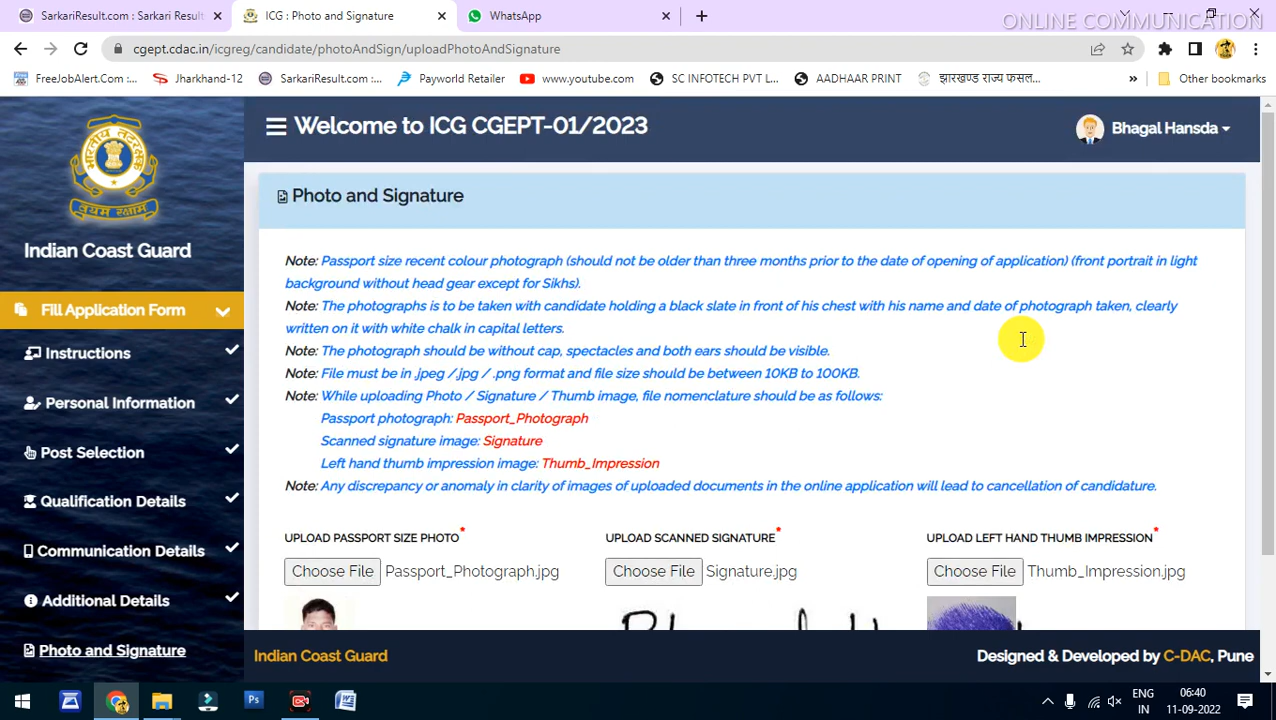 SarkariResult.com : Sarkari Result
ICG : Photo and Signature
WhatsApp
ONLINE COMMUNICATION
cgept.cdac.in/icgreg/candidate/photoAndSign/uploadPhotoAndSignature
FreeJobAlert.Com :...
Jharkhand-12
SarkariResult.com :...
Payworld Retailer
www.youtube.com
SC INFOTECH PVT L...
AADHAAR PRINT
झारखण्ड राज्य फसल...
»
Other bookmarks
Welcome to ICG CGEPT-01/2023
Bhagal Hansda
भारतीय तटरक्षक
वयम रक्षामः
Indian Coast Guard
Fill Application Form
Instructions
Personal Information
Post Selection
Qualification Details
Communication Details
Additional Details
Photo and Signature
Photo and Signature
Note: Passport size recent colour photograph (should not be older than three months prior to the date of opening of application) (front portrait in light
background without head gear except for Sikhs).
Note: The photographs is to be taken with candidate holding a black slate in front of his chest with his name and date of photograph taken, clearly
written on it with white chalk in capital letters.
Note: The photograph should be without cap, spectacles and both ears should be visible.
Note: File must be in .jpeg /.jpg / .png format and file size should be between 10KB to 100KB.
Note: While uploading Photo / Signature / Thumb image, file nomenclature should be as follows:
Passport photograph: Passport_Photograph
Scanned signature image: Signature
Left hand thumb impression image: Thumb_Impression
Note: Any discrepancy or anomaly in clarity of images of uploaded documents in the online application will lead to cancellation of candidature.
UPLOAD PASSPORT SIZE PHOTO*
UPLOAD SCANNED SIGNATURE*
UPLOAD LEFT HAND THUMB IMPRESSION*
Choose File Passport_Photograph.jpg
Choose File Signature.jpg
Choose File Thumb_Impression.jpg
Indian Coast Guard
Designed & Developed by C-DAC, Pune
Ps
W
ENG
IN
06:40
11-09-2022